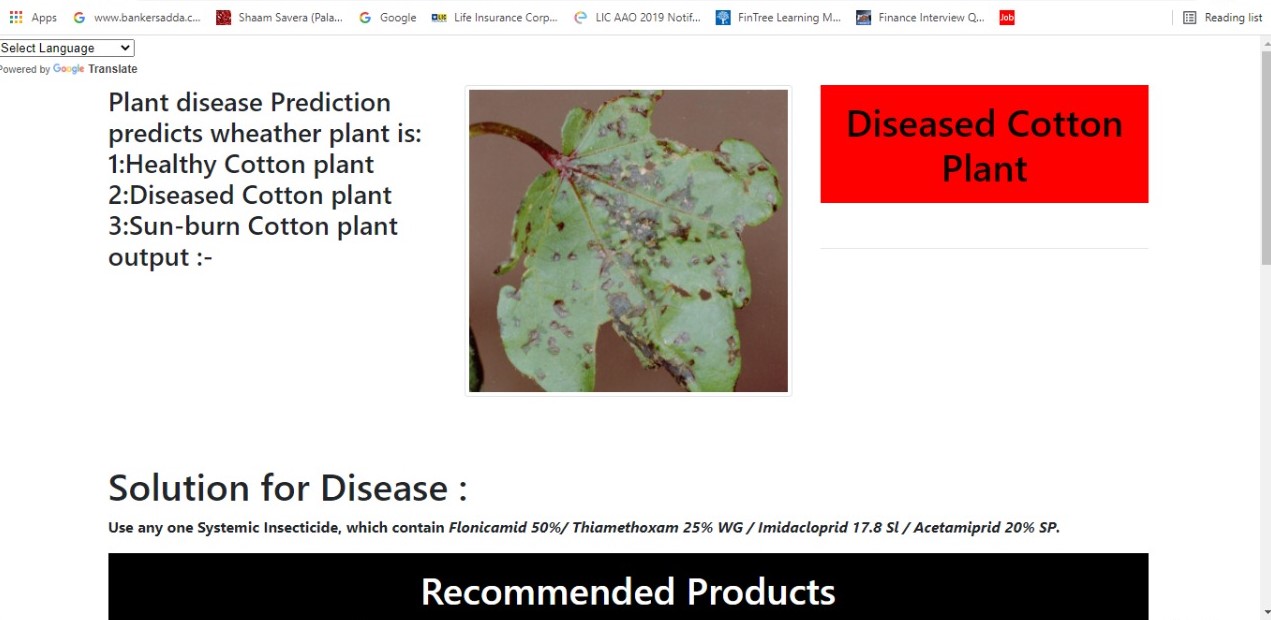 Apps www.bankersadda.c... Shaam Savera (Pala... Google LIC Life Insurance Corp... LIC AAO 2019 Notif... FinTree Learning M... Finance Interview Q... Job Reading list
Select Language
Powered by Google Translate
Plant disease Prediction
predicts wheather plant is:
1:Healthy Cotton plant
2:Diseased Cotton plant
3:Sun-burn Cotton plant
output :-
Diseased Cotton
Plant
Solution for Disease :
Use any one Systemic Insecticide, which contain Flonicamid 50%/ Thiamethoxam 25% WG / Imidacloprid 17.8 Sl / Acetamiprid 20% SP.
Recommended Products